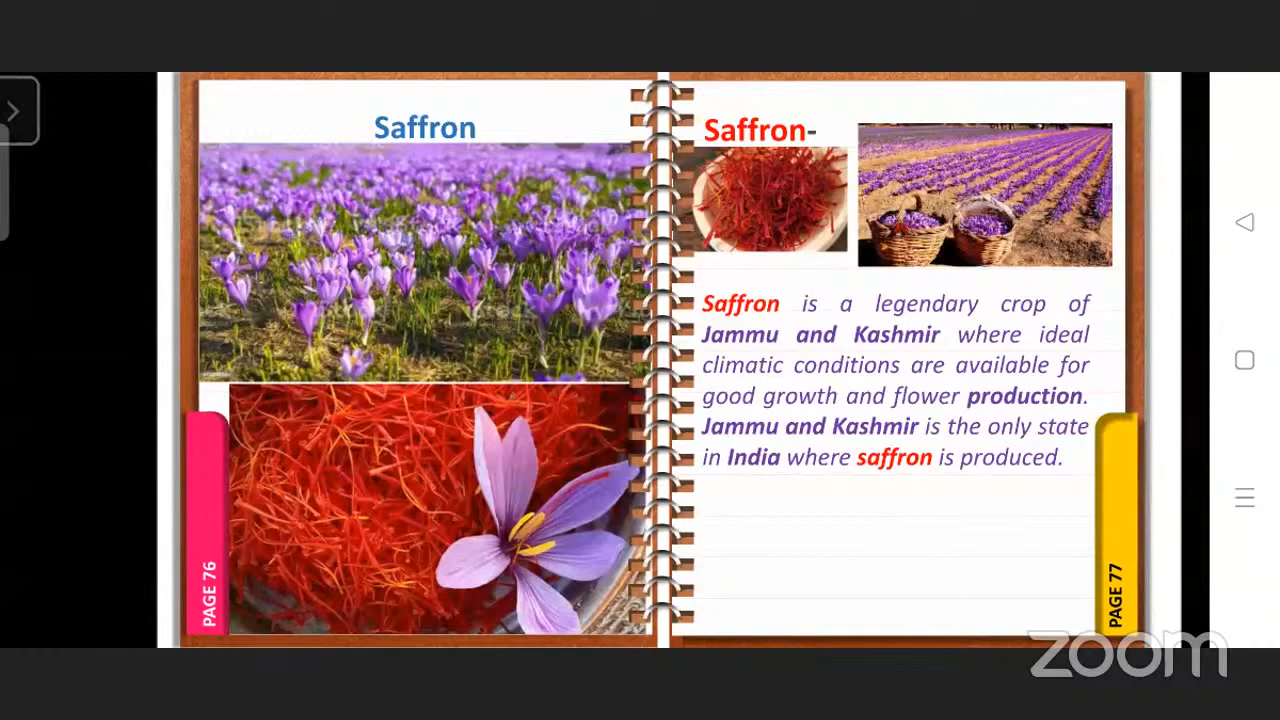 Saffron
PAGE 76
Saffron-
Saffron is a legendary crop of
Jammu and Kashmir where ideal
climatic conditions are available for
good growth and flower production.
Jammu and Kashmir is the only state
in India where saffron is produced.
PAGE 77
zoom